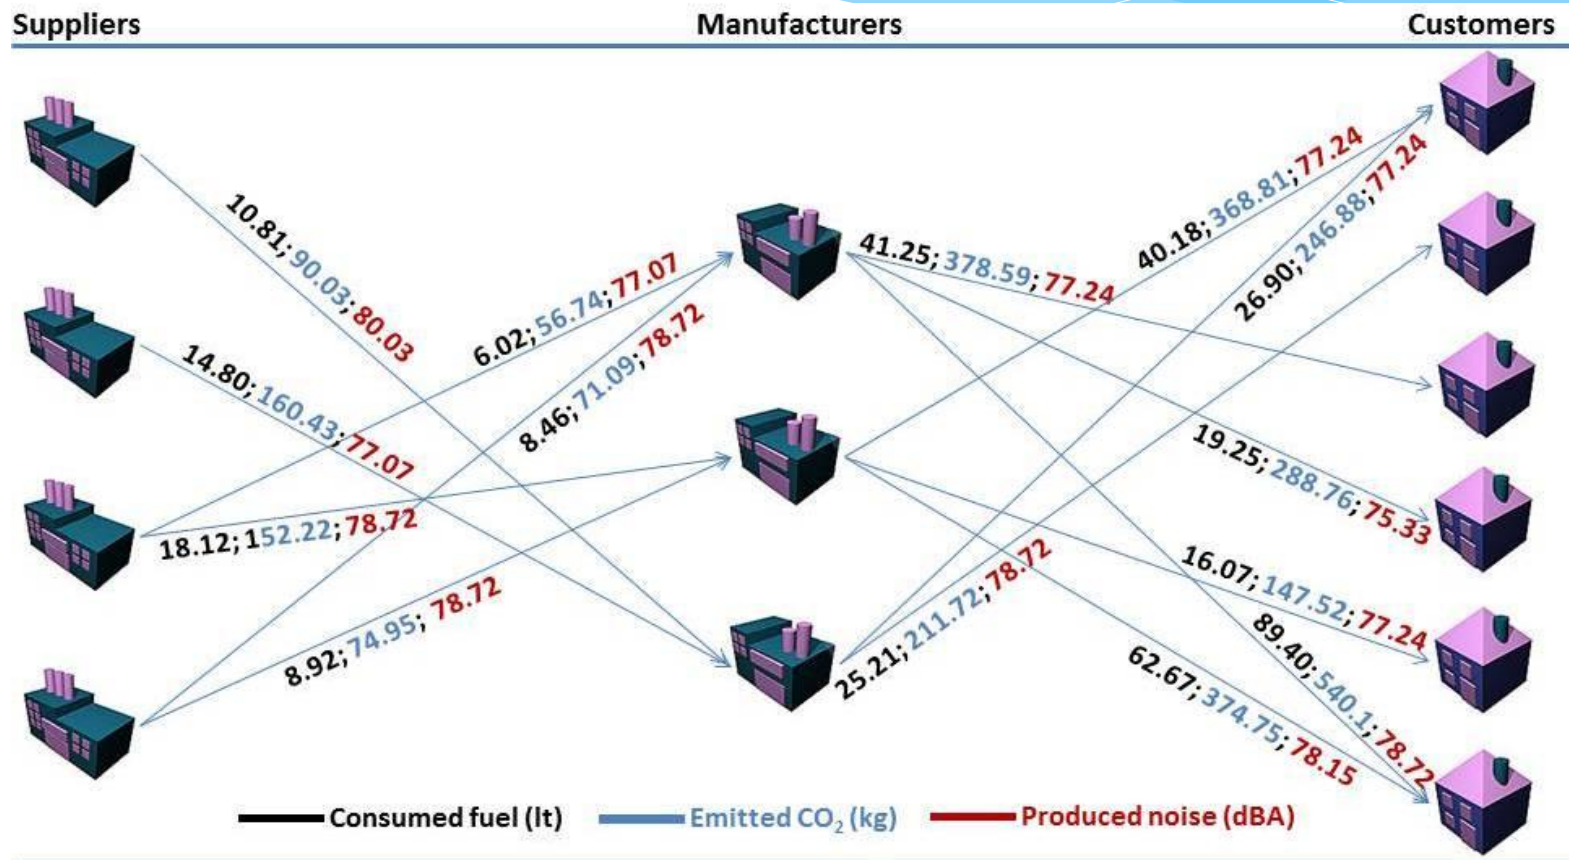 Suppliers Manufacturers Customers
10.81; 90.03; 80.03
14.80; 160.43; 77.07
6.02; 56.74; 77.07
8.46; 71.09; 78.72
18.12; 152.22; 78.72
8.92; 74.95; 78.72
41.25; 378.59; 77.24
40.18; 368.81; 77.24
26.90; 246.88; 77.24
19.25; 288.76; 75.33
16.07; 147.52; 77.24
25.21; 211.72; 78.72
89.40; 540.1; 78.72
62.67; 374.75; 78.15
Consumed fuel (lt) Emitted CO₂ (kg) Produced noise (dBA)